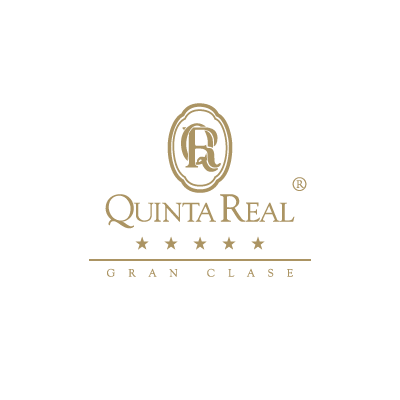 QR
QUINTA REAL ®
★ ★ ★ ★ ★
GRAN CLASE